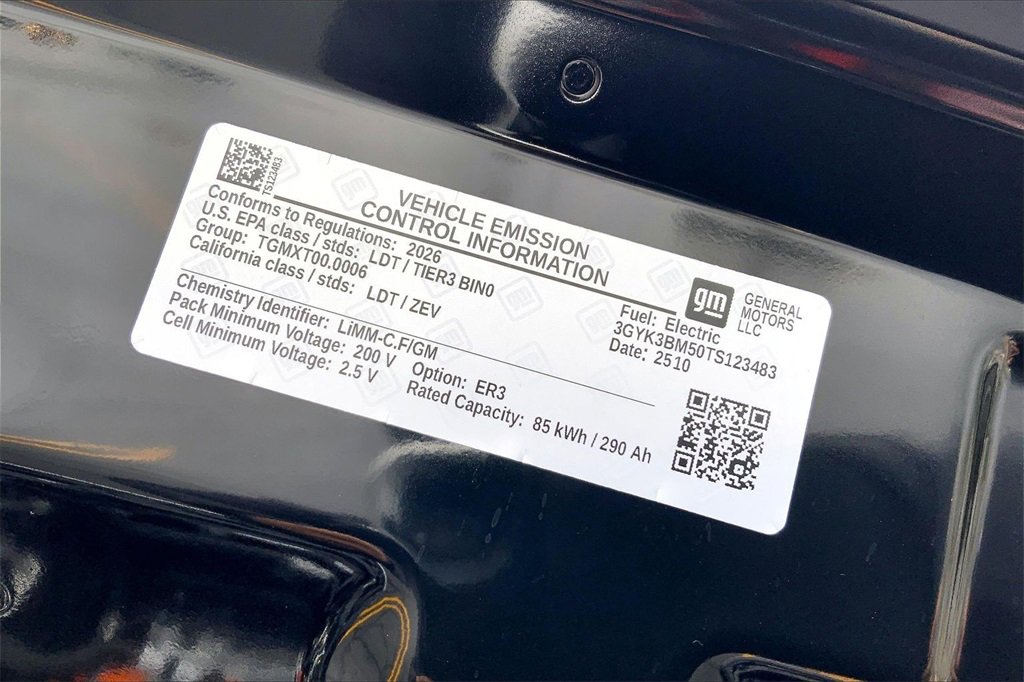 TS123483
VEHICLE EMISSION
CONTROL INFORMATION
Conforms to Regulations: 2026
U.S. EPA class / stds: LDT / TIER3 BIN0
Group: TGMXT00.0006
California class / stds: LDT / ZEV
gm
GENERAL
MOTORS
LLC
Fuel: Electric
3GYK3BM50TS123483
Date: 2510
Chemistry Identifier: LiMM-C.F/GM
Pack Minimum Voltage: 200 V Option: ER3
Cell Minimum Voltage: 2.5 V Rated Capacity: 85 kWh / 290 Ah